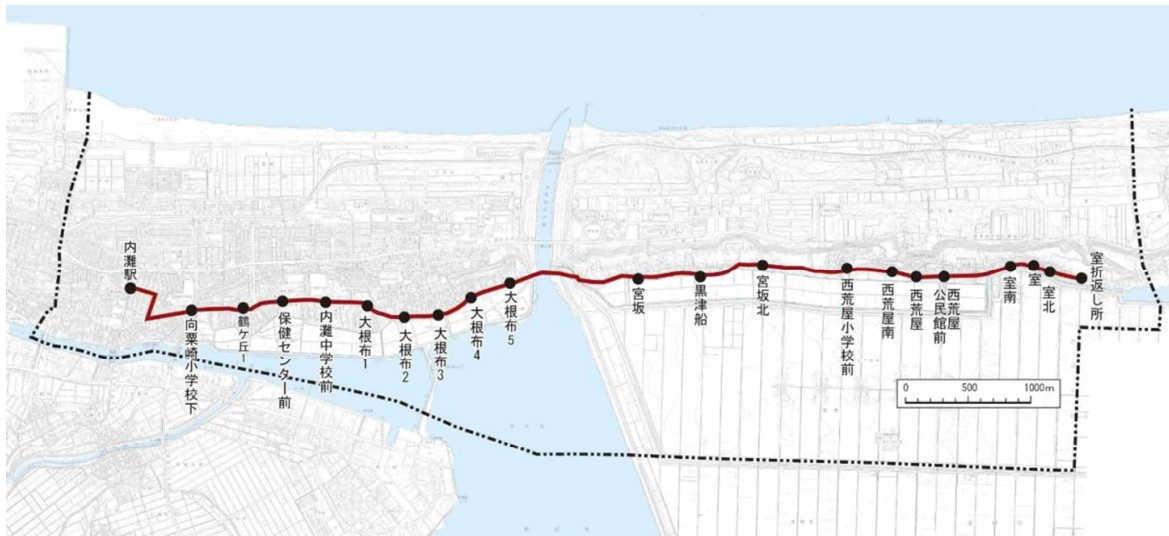 内灘駅
向粟崎小学校下
鶴ケ丘1
保健センター前
内灘中学校前
大根布1
大根布2
大根布3
大根布4
大根布5
宮坂
黒津船
宮坂北
西荒屋小学校前
西荒屋南
西荒屋
西荒屋
公民館前
室南
室
室北
室折返し所
0 500 1000m